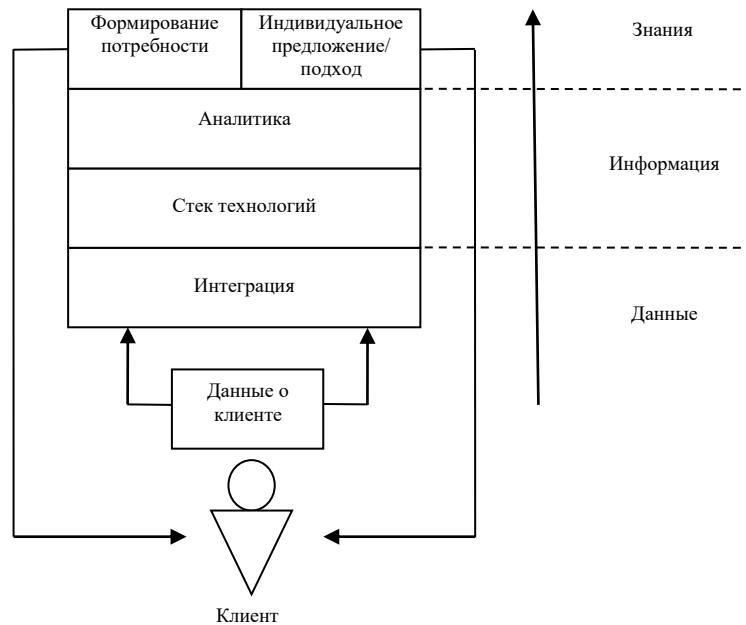 Формирование
потребности
Индивидуальное
предложение/
подход
Знания
Аналитика
Информация
Стек технологий
Интеграция
Данные
Данные о
клиенте
Клиент